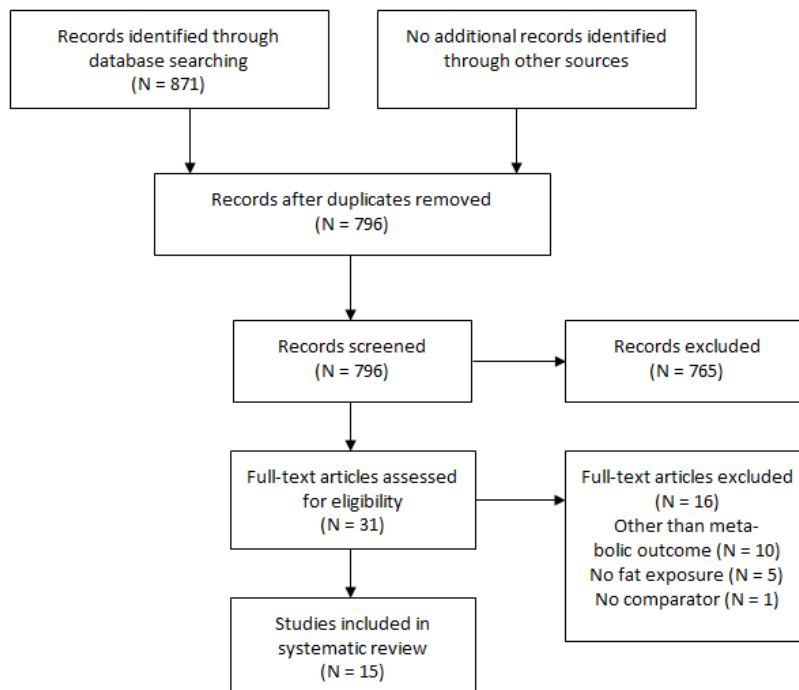 Records identified through
database searching
(N = 871)
No additional records identified
through other sources
Records after duplicates removed
(N = 796)
Records screened
(N = 796)
Records excluded
(N = 765)
Full-text articles assessed
for eligibility
(N = 31)
Full-text articles excluded
(N = 16)
Other than meta-
bolic outcome (N = 10)
No fat exposure (N = 5)
No comparator (N = 1)
Studies included in
systematic review
(N = 15)